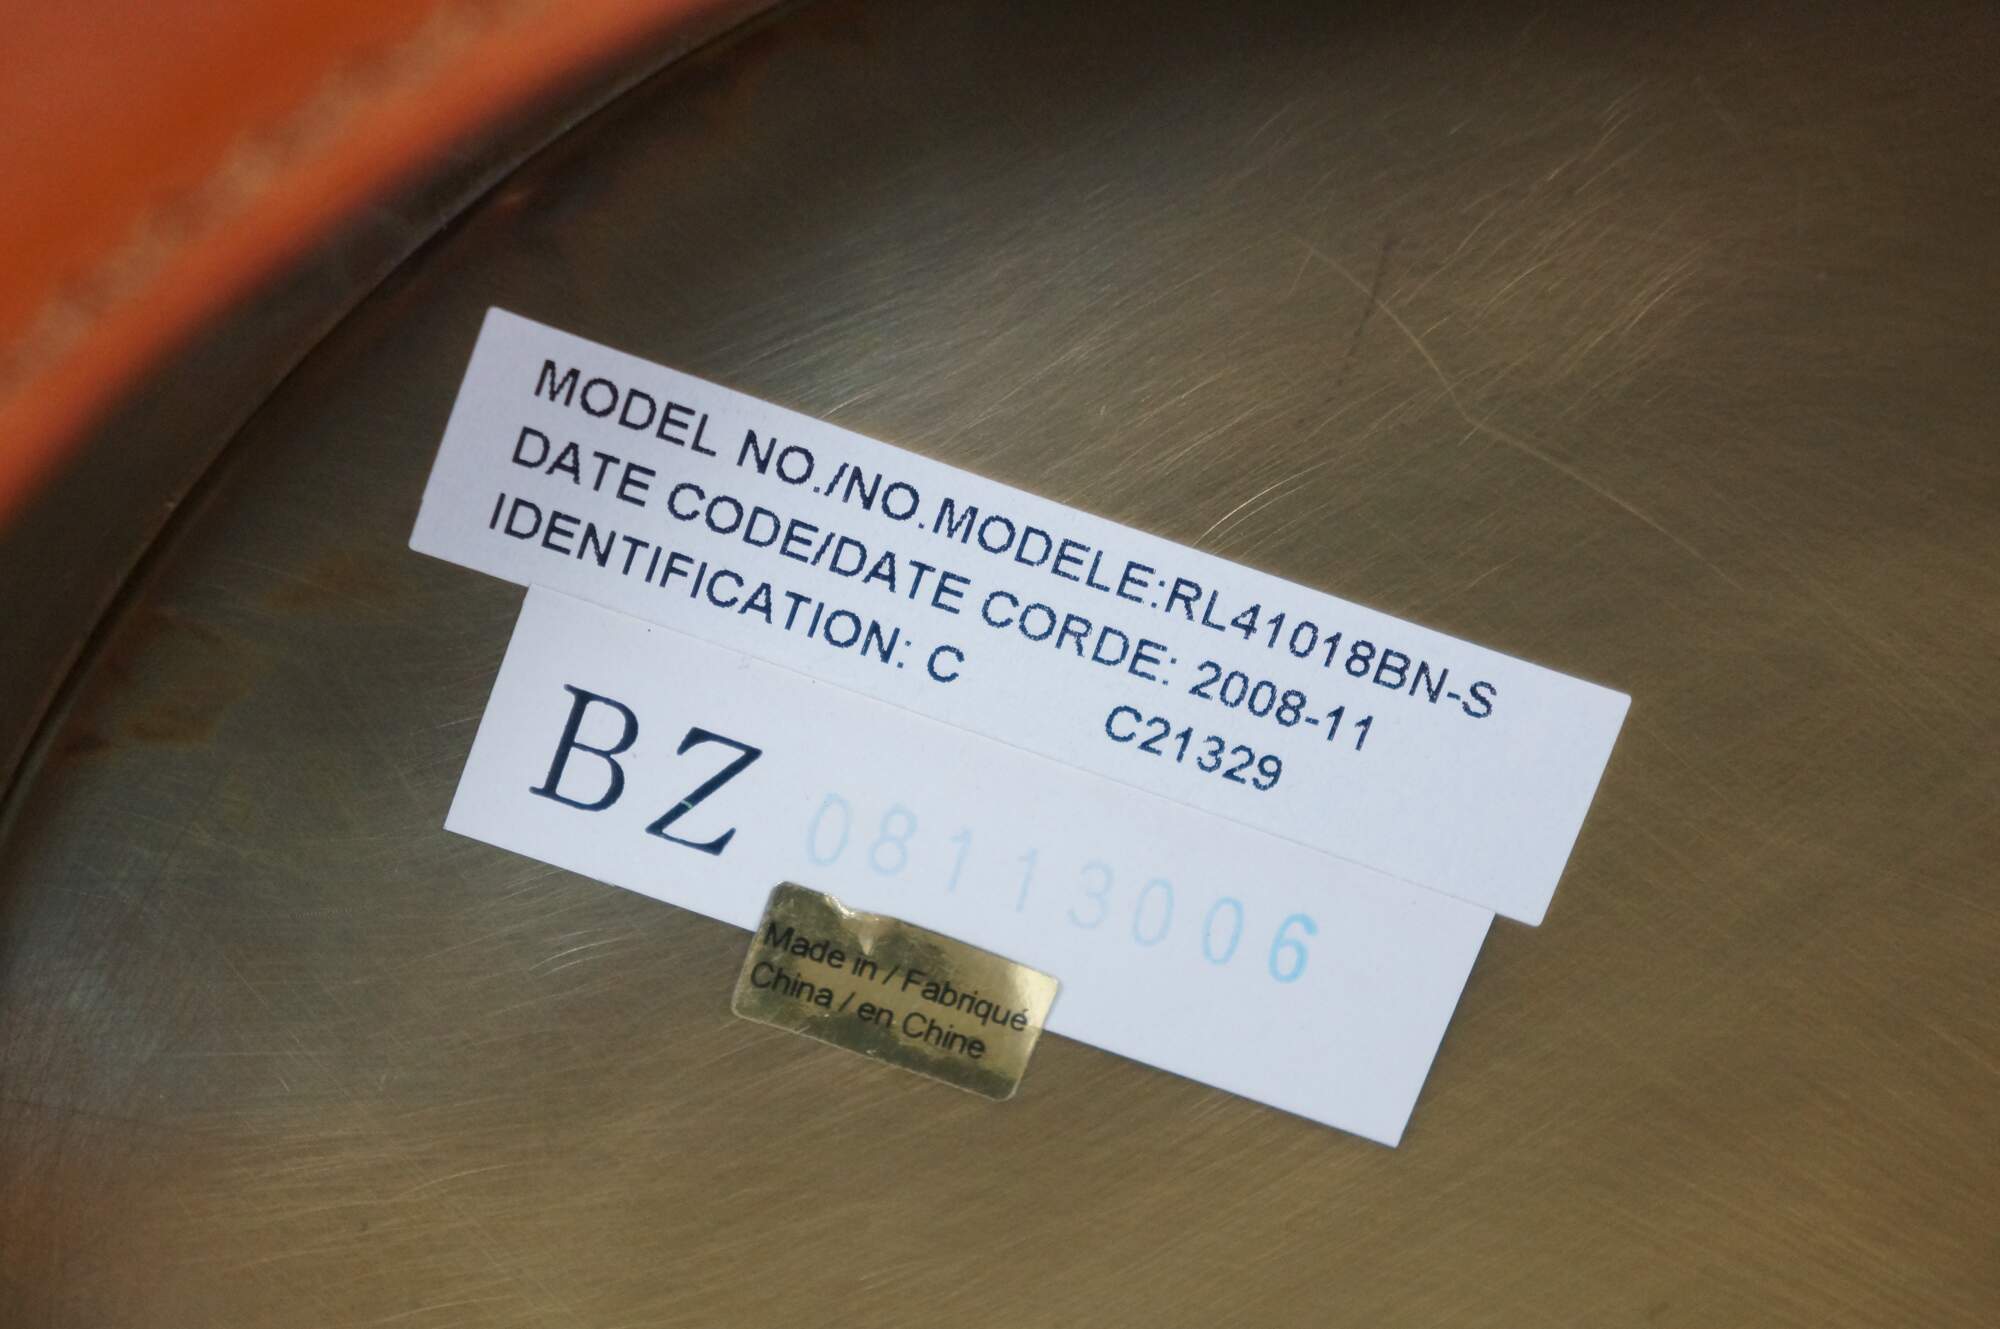 MODEL NO./NO.MODELE:RL41018BN-S
DATE CODE/DATE CORDE: 2008-11
IDENTIFICATION: C C21329
BZ 08113006
Made in / Fabriqué
China / en Chine